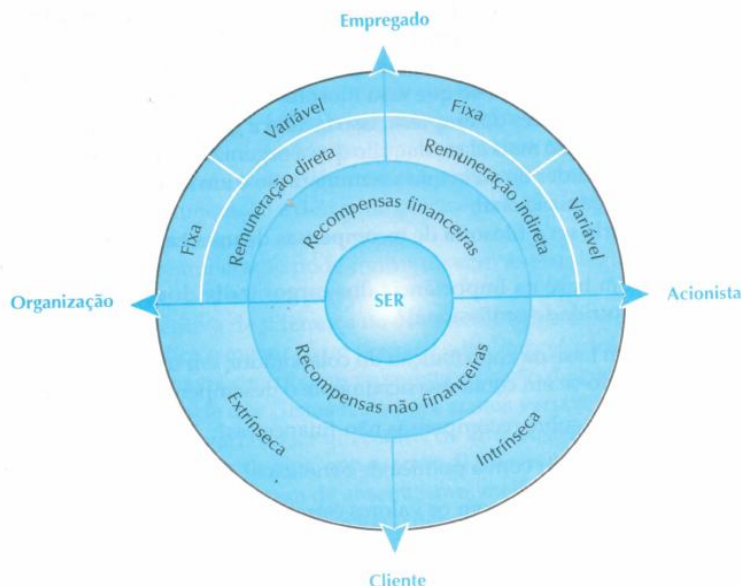 Empregado
Variável
Fixa
Remuneração direta
Remuneração indireta
Fixa
Variável
Recompensas financeiras
Organização
SER
Acionista
Recompensas não financeiras
Extrínseca
Intrínseca
Cliente